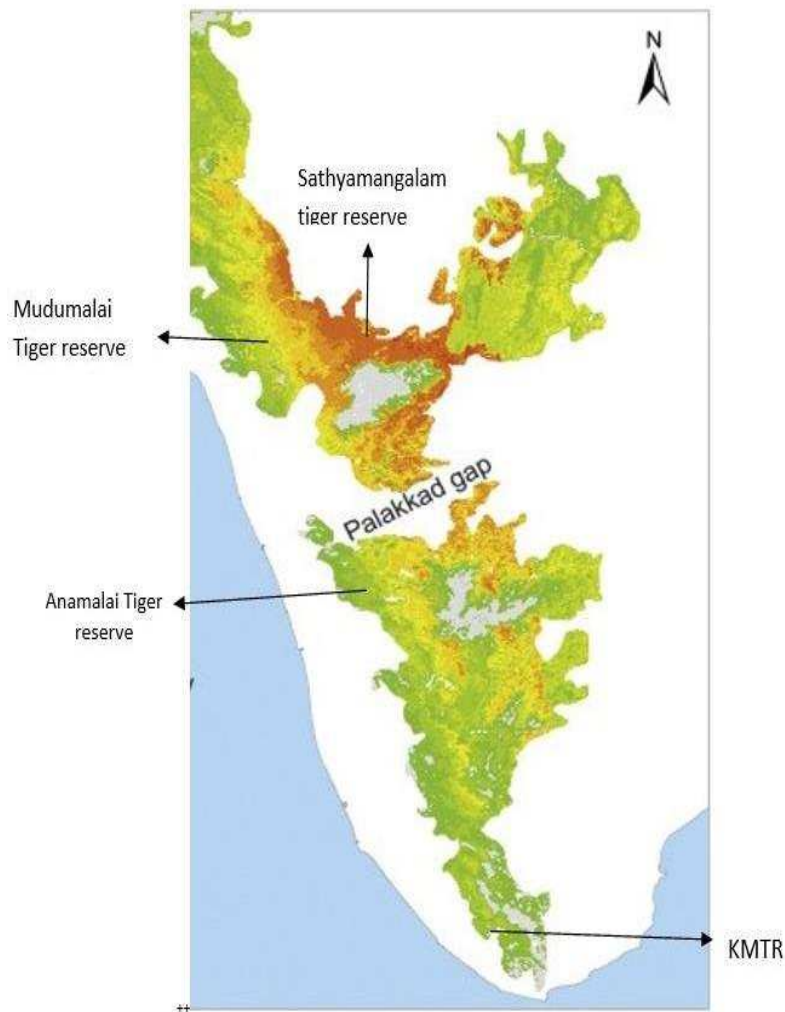 N
Sathyamangalam
tiger reserve
Mudumalai
Tiger reserve
Palakkad gap
Anamalai Tiger
reserve
KMTR
++